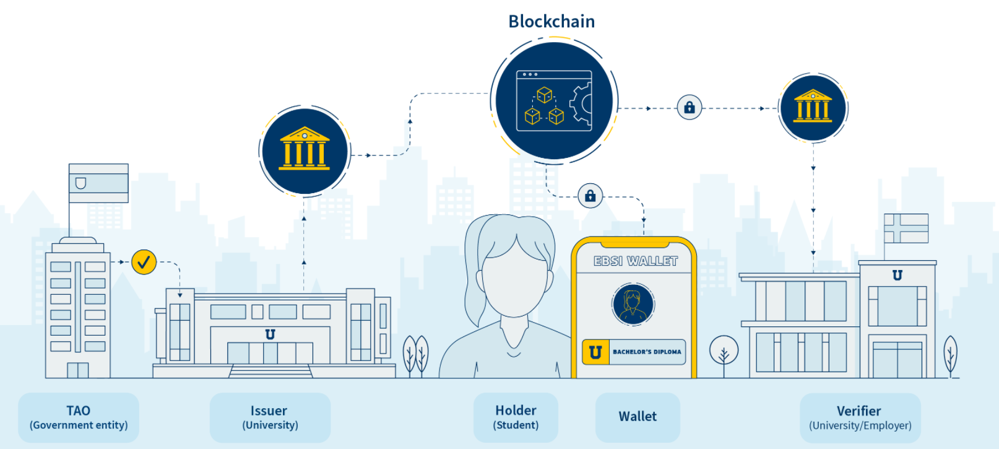 Blockchain
EBSI WALLET
U
U
U BACHELOR'S DIPLOMA
TAO
(Government entity)
Issuer
(University)
Holder
(Student)
Wallet
Verifier
(University/Employer)